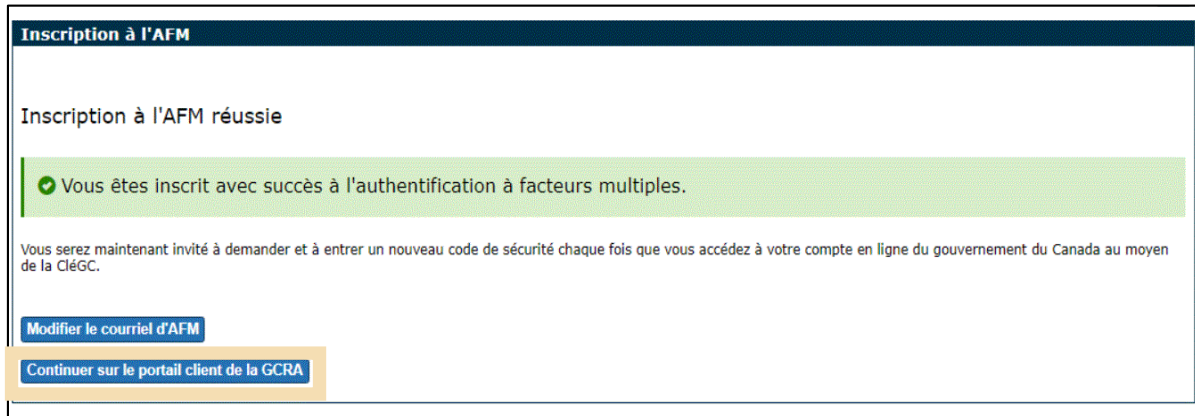 Inscription à l'AFM
Inscription à l'AFM réussie
Vous êtes inscrit avec succès à l'authentification à facteurs multiples.
Vous serez maintenant invité à demander et à entrer un nouveau code de sécurité chaque fois que vous accédez à votre compte en ligne du gouvernement du Canada au moyen
de la CléGC.
Modifier le courriel d'AFM
Continuer sur le portail client de la GCRA